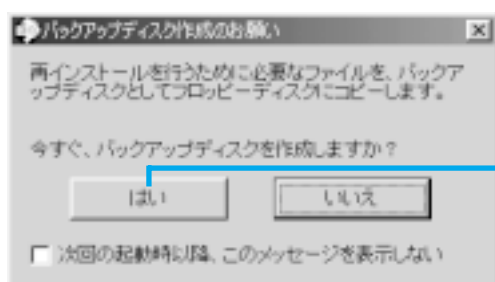 バックアップディスク作成のお願い
再インストールを行うために必要なファイルを、バックア
ップディスクとしてフロッピーディスクにコピーします。
今すぐ、バックアップディスクを作成しますか？
はい
いいえ
次回の起動時以降、このメッセージを表示しない